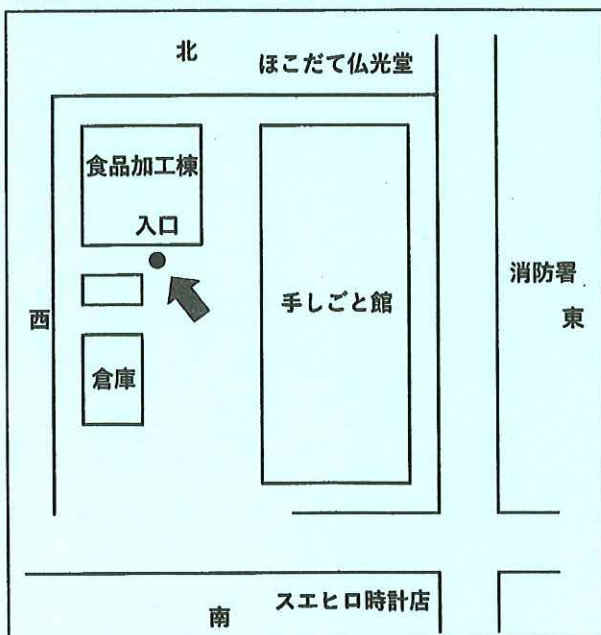 北
ほこだて仏光堂
食品加工棟
入口
消防署
手しごと館
西
東
倉庫
スエヒロ時計店
南